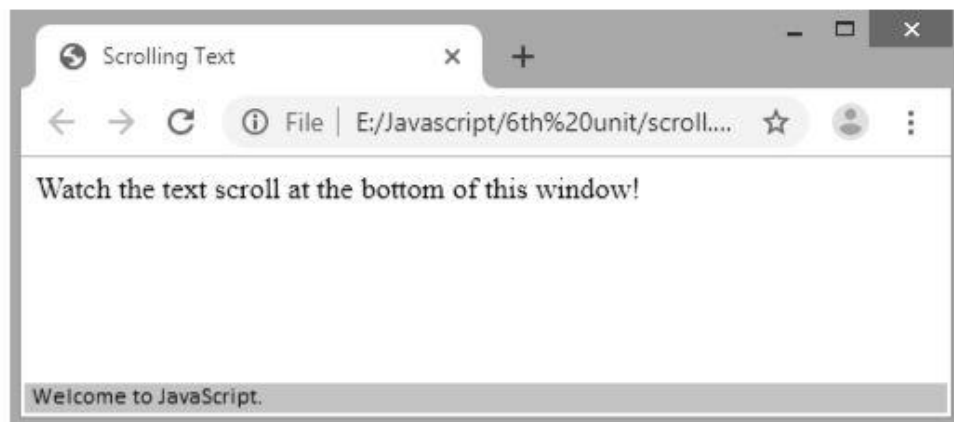 Scrolling Text
File | E:/Javascript/6th%20unit/scroll....
Watch the text scroll at the bottom of this window!
Welcome to JavaScript.